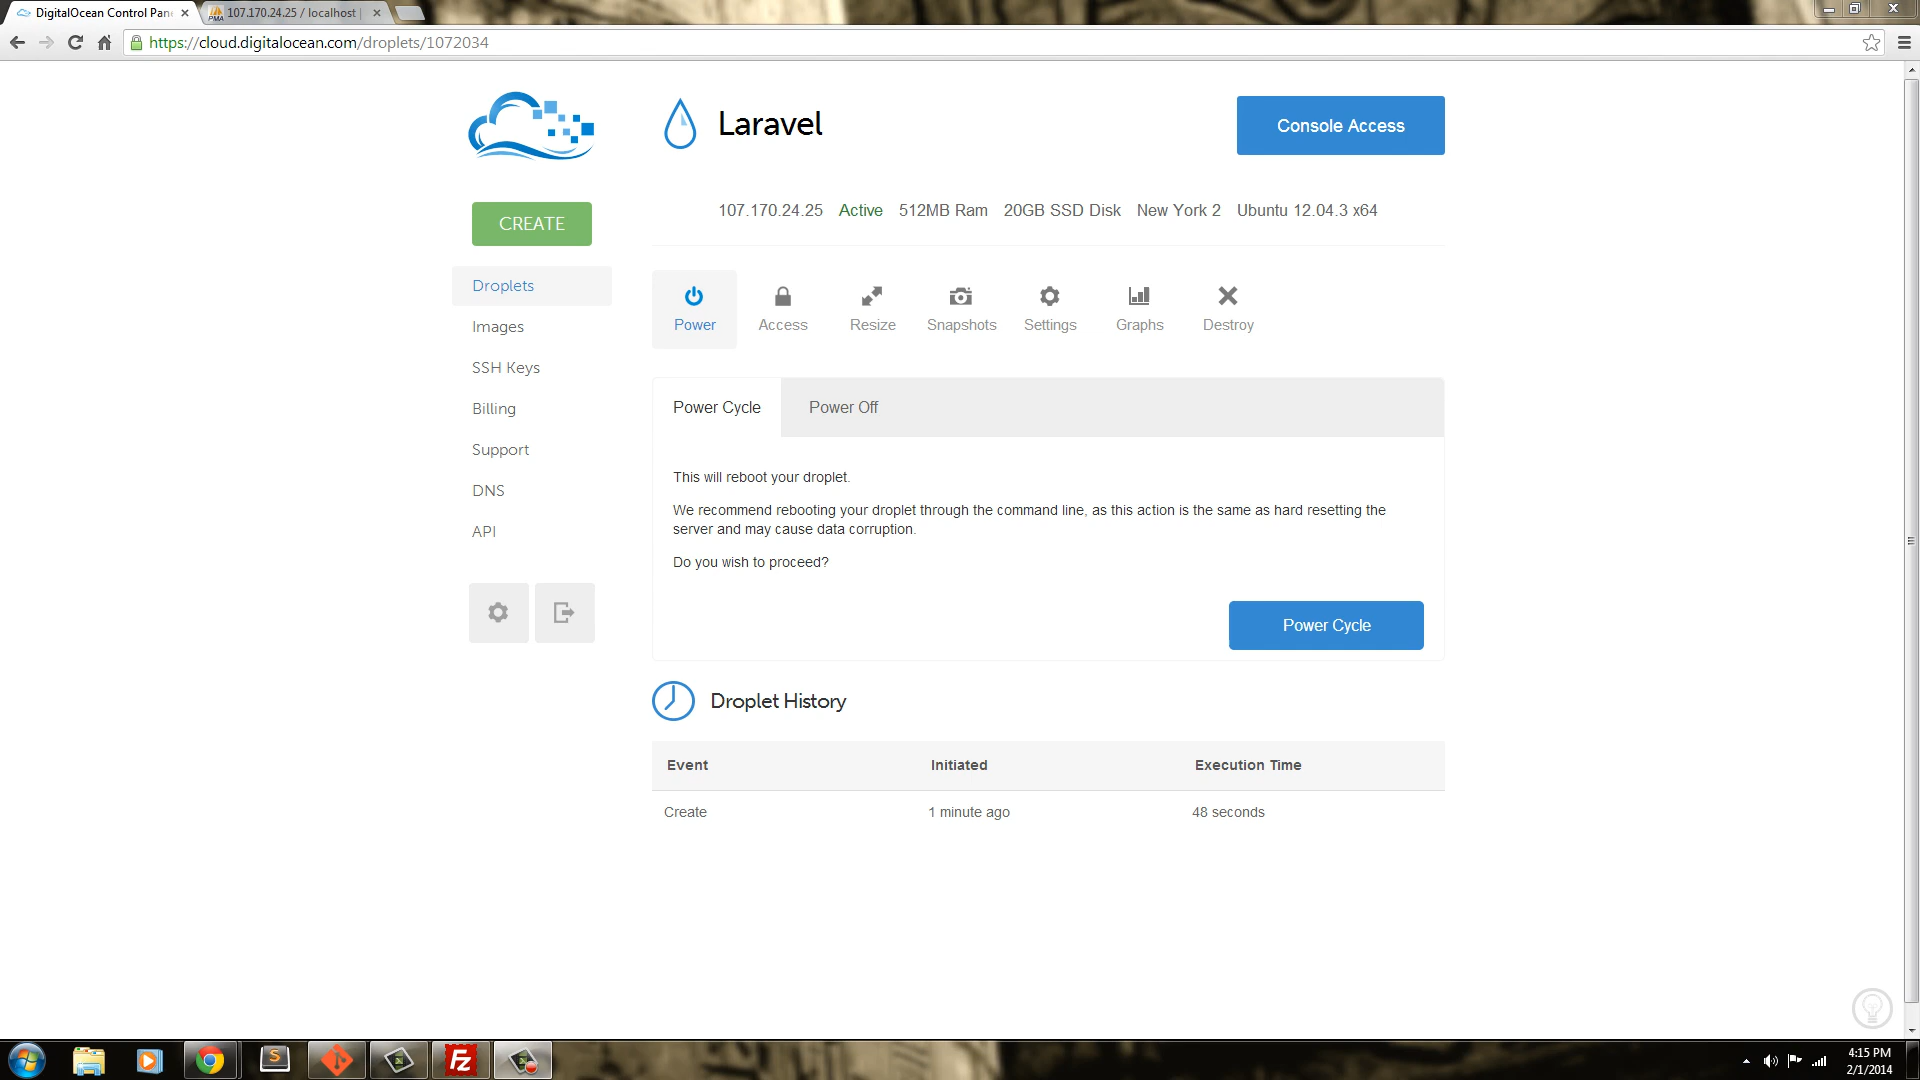 DigitalOcean Control Pan
107.170.24.25 / localhost |
https://cloud.digitalocean.com/droplets/1072034
Laravel
Console Access
107.170.24.25 Active 512MB Ram 20GB SSD Disk New York 2 Ubuntu 12.04.3 x64
CREATE
Droplets
Images
SSH Keys
Billing
Support
DNS
API
Power
Access
Resize
Snapshots
Settings
Graphs
Destroy
Power Cycle
Power Off
This will reboot your droplet.
We recommend rebooting your droplet through the command line, as this action is the same as hard resetting the
server and may cause data corruption.
Do you wish to proceed?
Power Cycle
Droplet History
Event Initiated Execution Time
Create 1 minute ago 48 seconds
4:15 PM
2/1/2014